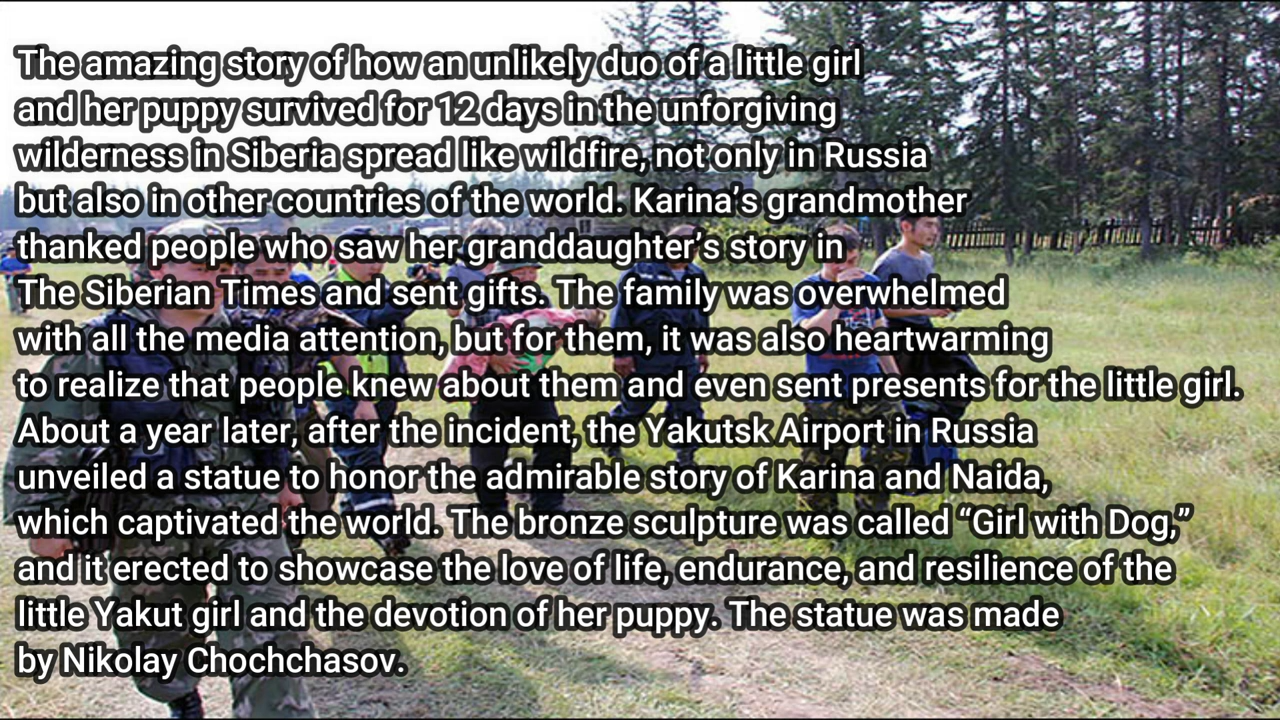 The amazing story of how an unlikely duo of a little girl
and her puppy survived for 12 days in the unforgiving
wilderness in Siberia spread like wildfire, not only in Russia
but also in other countries of the world. Karina’s grandmother
thanked people who saw her granddaughter’s story in
The Siberian Times and sent gifts. The family was overwhelmed
with all the media attention, but for them, it was also heartwarming
to realize that people knew about them and even sent presents for the little girl.
About a year later, after the incident, the Yakutsk Airport in Russia
unveiled a statue to honor the admirable story of Karina and Naida,
which captivated the world. The bronze sculpture was called “Girl with Dog,”
and it erected to showcase the love of life, endurance, and resilience of the
little Yakut girl and the devotion of her puppy. The statue was made
by Nikolay Chochchasov.